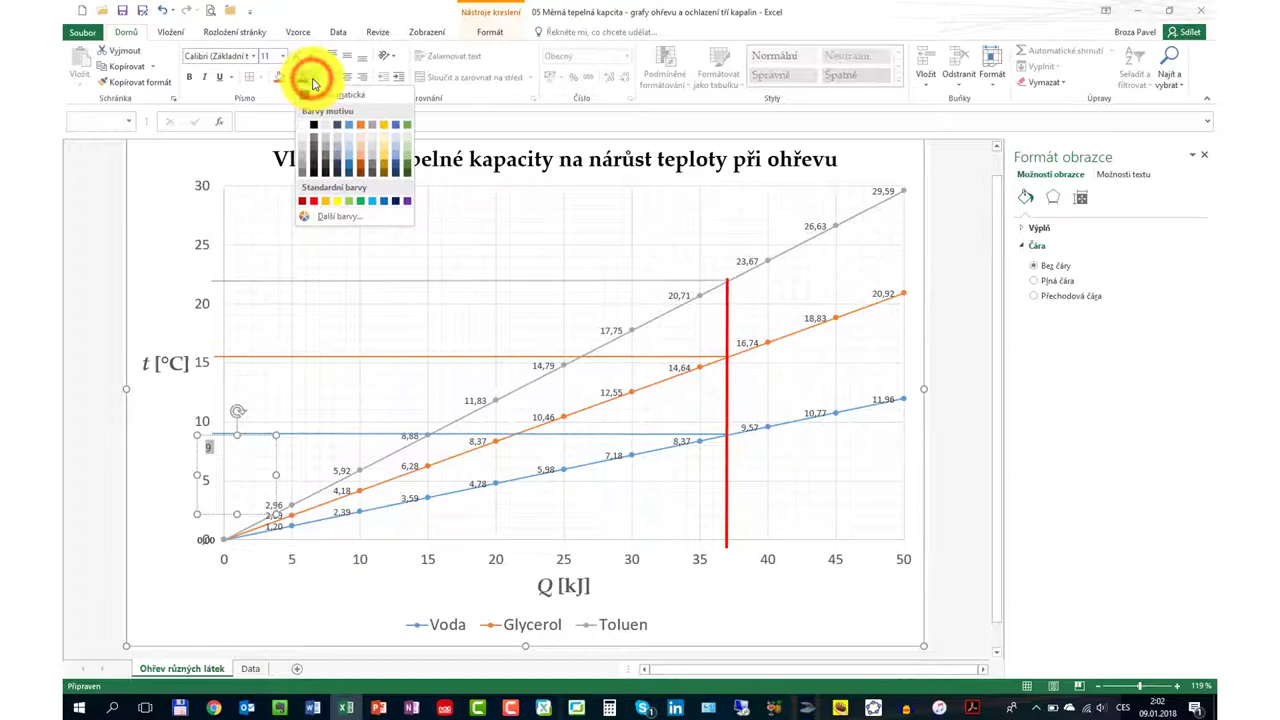 Nástroje kreslení
05 Měrná tepelná kapcita - grafy ohřevu a ochlazení tří kapalin - Excel
Soubor Domů Vložení Rozložení stránky Vzorce Data Revize Zobrazení Formát Řekněte mi, co chcete udělat... Broza Pavel Sdílet
Vložit
Vyjmout
Kopírovat
Kopírovat formát
Schránka
Calibri (Základní t 11
B I U
Písmo
Zalamovat text
Sloučit a zarovnat na střed
Obecný
Číslo
Podmíněné formátování
Formátovat jako tabulku
Normální Neutrální
Správně Špatně
Styly
Vložit Odstranit Formát
Buňky
Automatické shrnutí
Vyplnit
Vymazat
Seřadit a filtrovat
Najít a vybrat
Úpravy
Barvy motivu
Standardní barvy
Další barvy...
fx
kapacity na nárůst teploty při ohřevu
30
25
20
15
10
5
t [°C]
0 5 10 15 20 25 30 35 40 45 50
Q [kJ]
2,96 5,92 8,88 11,83 14,79 17,75 20,71 23,67 26,63 29,59
4,18 6,28 8,37 10,46 12,55 14,64 16,74 18,83 20,92
1,20 2,39 3,59 4,78 5,98 7,18 8,37 9,57 10,77 11,96
9
Voda Glycerol Toluen
Formát obrazce
Možnosti obrazce Možnosti textu
Výplň
Čára
Bez čáry
Plná čára
Přechodová čára
Ohřev různých látek Data
Připraven
119 %
CES
2:02
09.01.2018